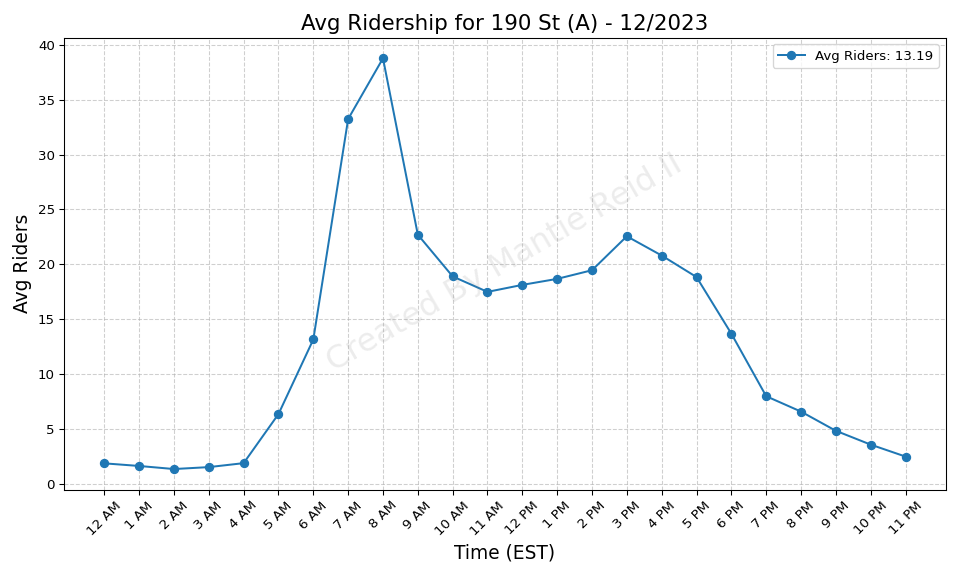 Avg Ridership for 190 St (A) - 12/2023
Avg Riders: 13.19
40
35
30
25
20
15
10
5
0
Avg Riders
Created By Mantie Reid II
12 AM
1 AM
2 AM
3 AM
4 AM
5 AM
6 AM
7 AM
8 AM
9 AM
10 AM
11 AM
12 PM
1 PM
2 PM
3 PM
4 PM
5 PM
6 PM
7 PM
8 PM
9 PM
10 PM
11 PM
Time (EST)